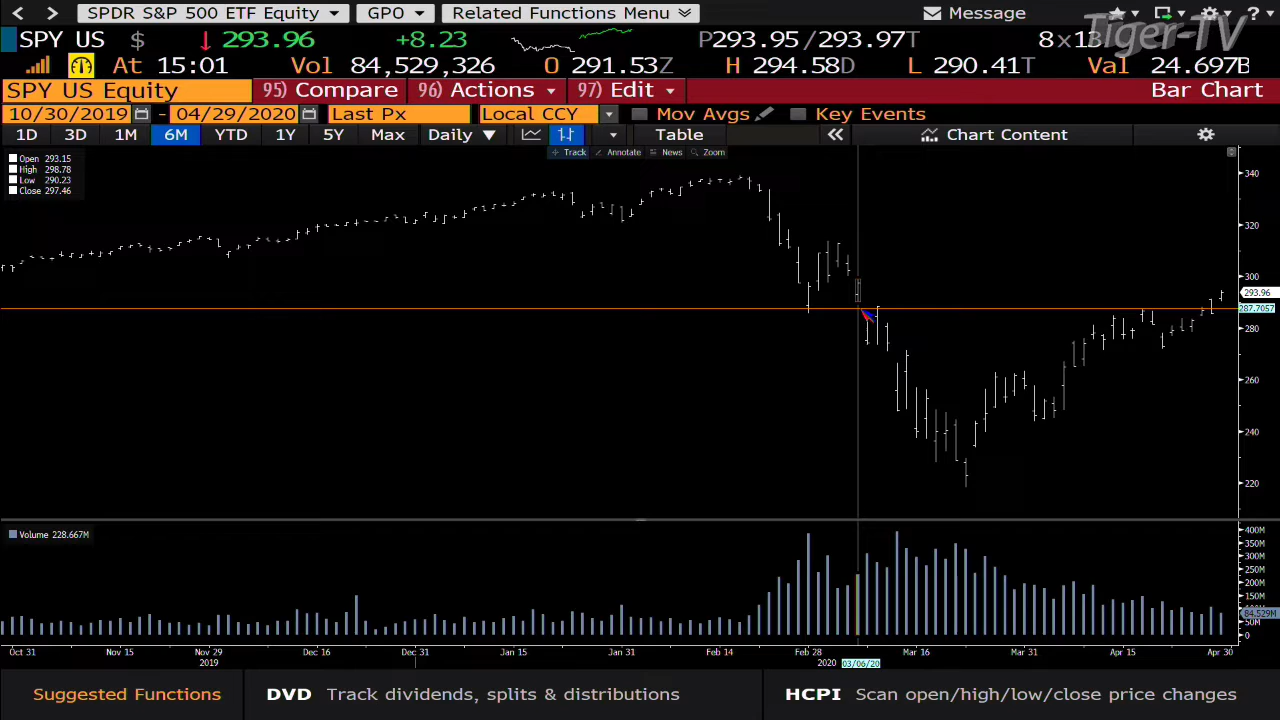 SPDR S&P 500 ETF Equity GPO Related Functions Menu Message ?
SPY US $ 293.96 +8.23 P293.95/293.97T 8x13 Tiger-TV
At 15:01 Vol 84,529,326 O 291.53Z H 294.58D L 290.41T Val 24.697B
SPY US Equity 95) Compare 96) Actions 97) Edit Bar Chart
10/30/2019 - 04/29/2020 Last Px Local CCY Mov Avgs Key Events
1D 3D 1M 6M YTD 1Y 5Y Max Daily Table Chart Content
Track Annotate News Zoom
Open 293.15
High 298.78
Low 290.23
Close 297.46
340
320
300
293.96
287.7057
280
260
240
220
Volume 228.667M
400M
350M
300M
250M
200M
150M
84.529M
50M
0
Oct 31 Nov 15 Nov 29 Dec 16 Dec 31 Jan 15 Jan 31 Feb 14 Feb 28 Mar 16 Mar 31 Apr 15 Apr 30
2019 2020 03/06/20
Suggested Functions DVD Track dividends, splits & distributions HCPI Scan open/high/low/close price changes